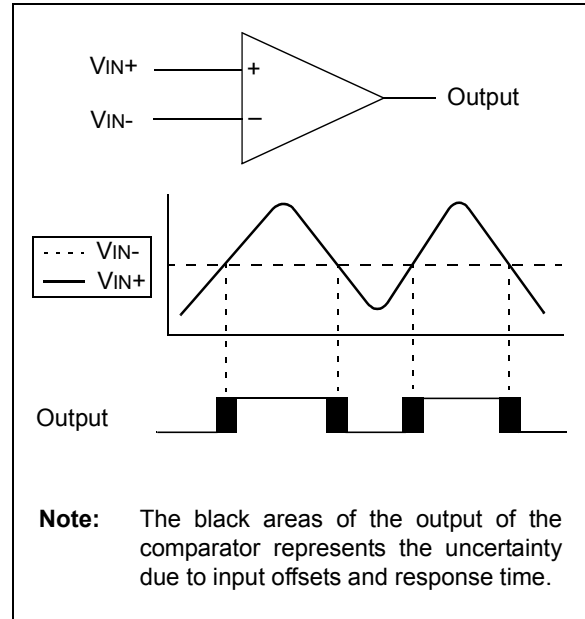 VIN+
+
Output
VIN-
–
VIN-
VIN+
Output
Note: The black areas of the output of the
comparator represents the uncertainty
due to input offsets and response time.